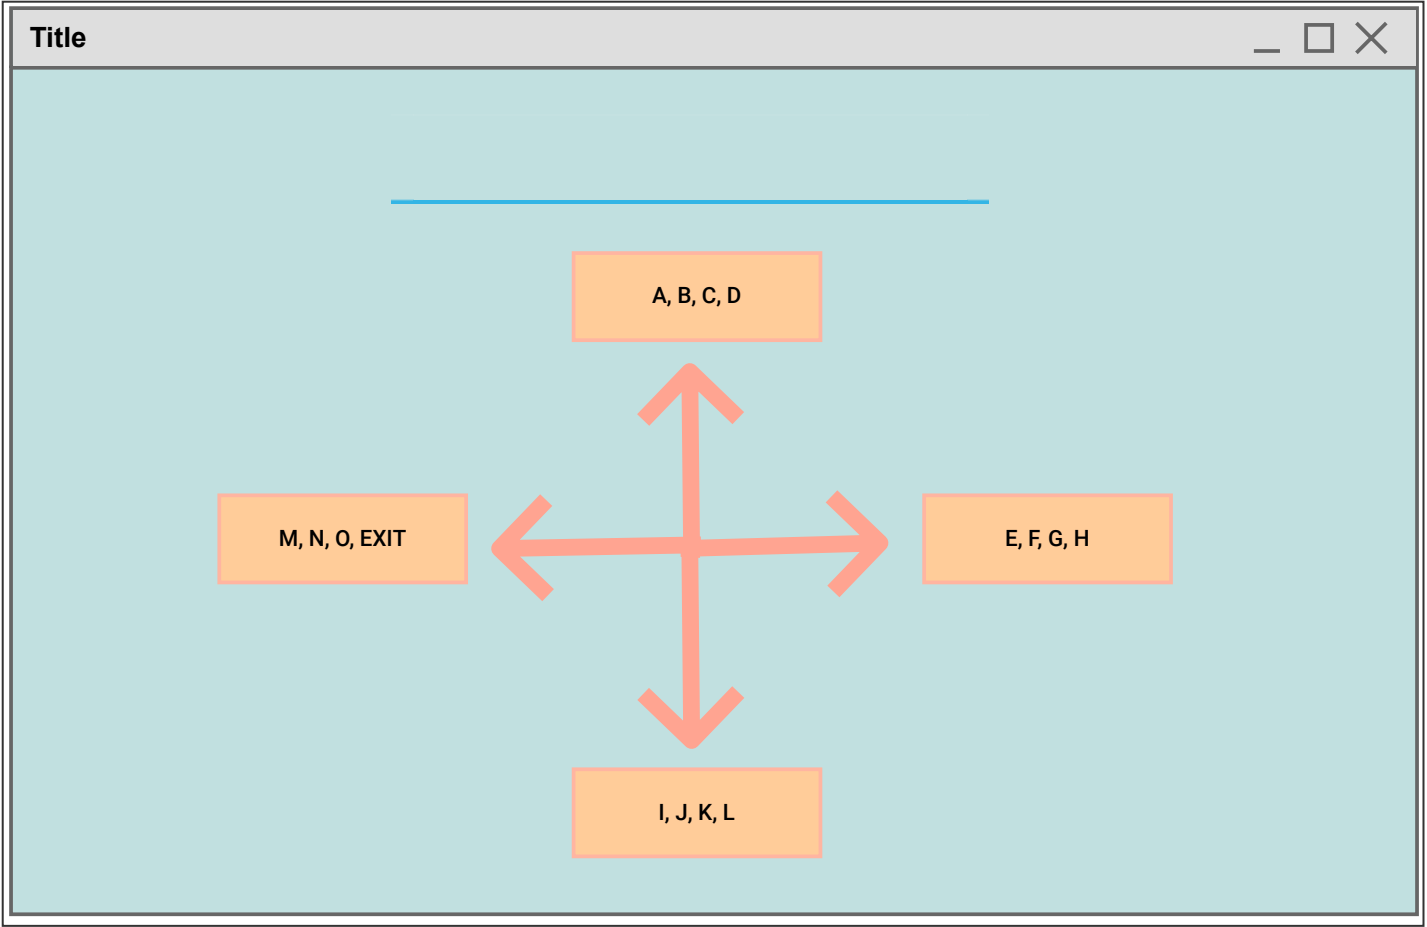 Title
A, B, C, D
M, N, O, EXIT
E, F, G, H
I, J, K, L